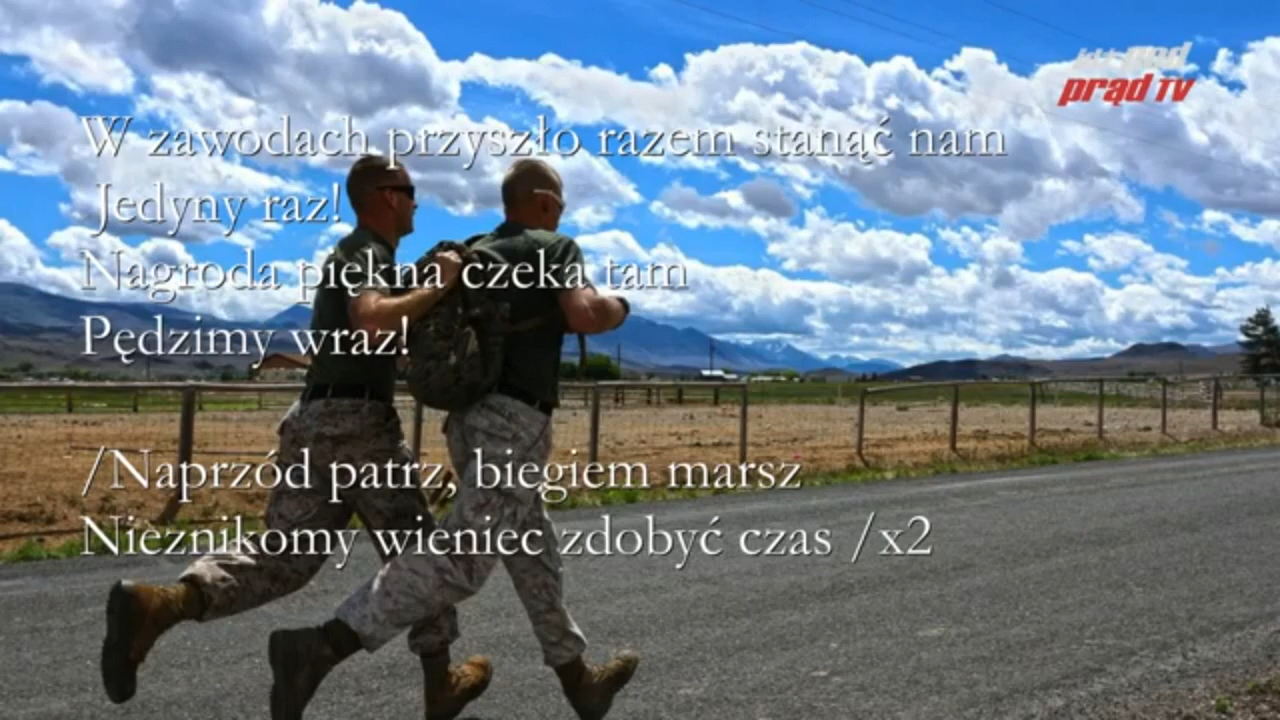 pod
prąd TV
W zawodach przyszło razem stanąć nam
Jedyny raz!
Nagroda piękna czeka tam
Pędzimy wraz!
/Naprzód patrz, biegiem marsz
Nieznikomy wieniec zdobyć czas /x2